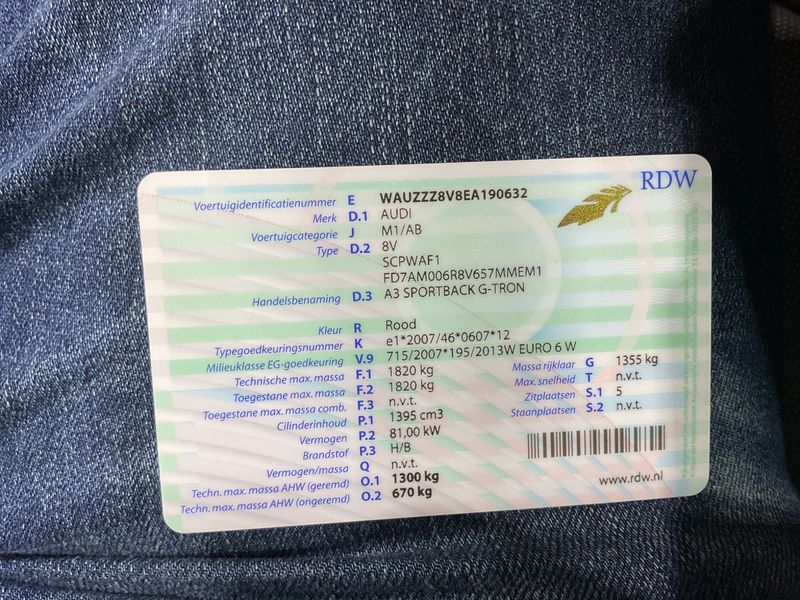 RDW
Voertuigidentificatienummer E WAUZZZ8V8EA190632
Merk D.1 AUDI
Voertuigcategorie J M1/AB
Type D.2 8V
SCPWAF1
FD7AM006R8V657MMEM1
Handelsbenaming D.3 A3 SPORTBACK G-TRON
Kleur R Rood
Typegoedkeuringsnummer K e1*2007/46*0607*12
Milieuklasse EG-goedkeuring V.9 715/2007*195/2013W EURO 6 W
Technische max. massa F.1 1820 kg
Toegestane max. massa F.2 1820 kg
Toegestane max. massa comb. F.3 n.v.t.
Cilinderinhoud P.1 1395 cm3
Vermogen P.2 81,00 kW
Brandstof P.3 H/B
Vermogen/massa Q n.v.t.
Techn. max. massa AHW (geremd) O.1 1300 kg
Techn. max. massa AHW (ongeremd) O.2 670 kg
Massa rijklaar G 1355 kg
Max. snelheid T n.v.t.
Zitplaatsen S.1 5
Staanplaatsen S.2 n.v.t.
www.rdw.nl